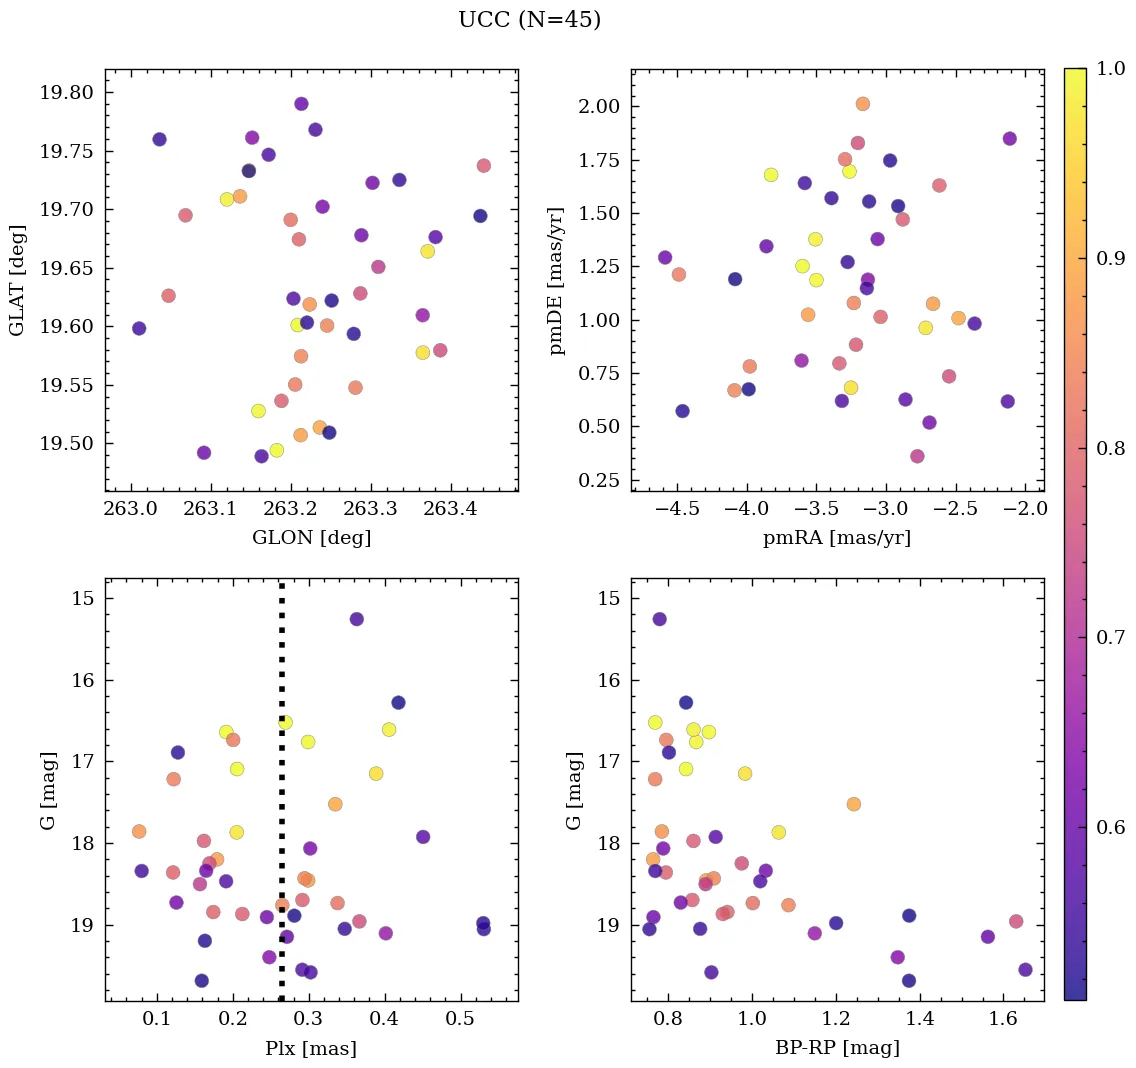 UCC (N=45)
19.80
19.75
19.70
19.65
19.60
19.55
19.50
GLAT [deg]
263.0 263.1 263.2 263.3 263.4
GLON [deg]
2.00
1.75
1.50
1.25
1.00
0.75
0.50
0.25
pmDE [mas/yr]
−4.5 −4.0 −3.5 −3.0 −2.5 −2.0
pmRA [mas/yr]
1.0
0.9
0.8
0.7
0.6
15
16
17
18
19
G [mag]
0.1 0.2 0.3 0.4 0.5
Plx [mas]
15
16
17
18
19
G [mag]
0.8 1.0 1.2 1.4 1.6
BP-RP [mag]